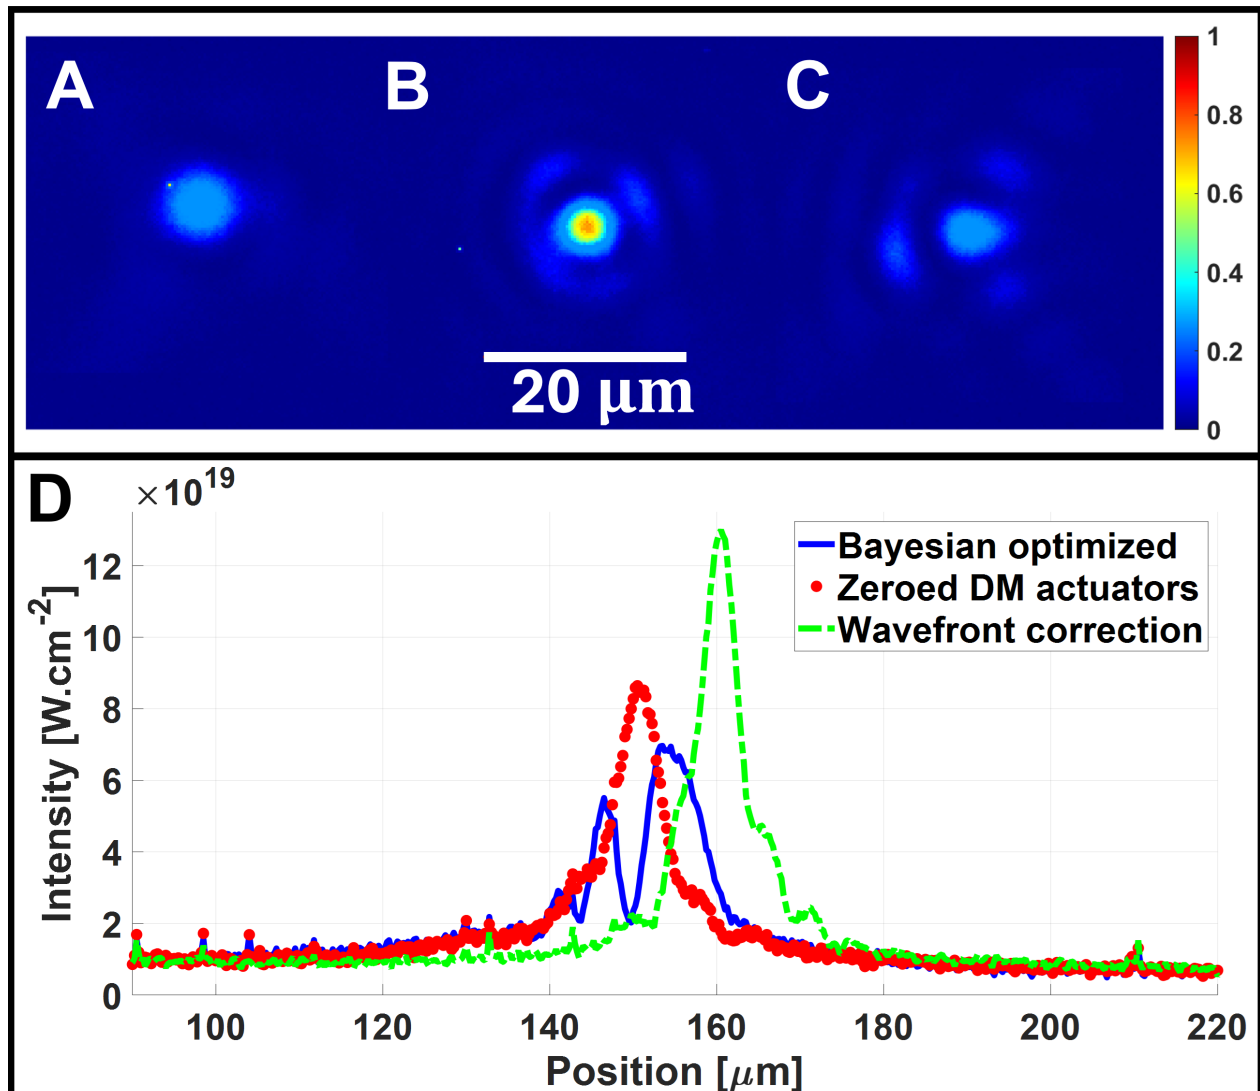 A B C
1
0.8
0.6
0.4
0.2
0
20 μm
D
×10^19
Bayesian optimized
Zeroed DM actuators
Wavefront correction
Intensity [W.cm^-2]
12
10
8
6
4
2
0
100 120 140 160 180 200 220
Position [μm]